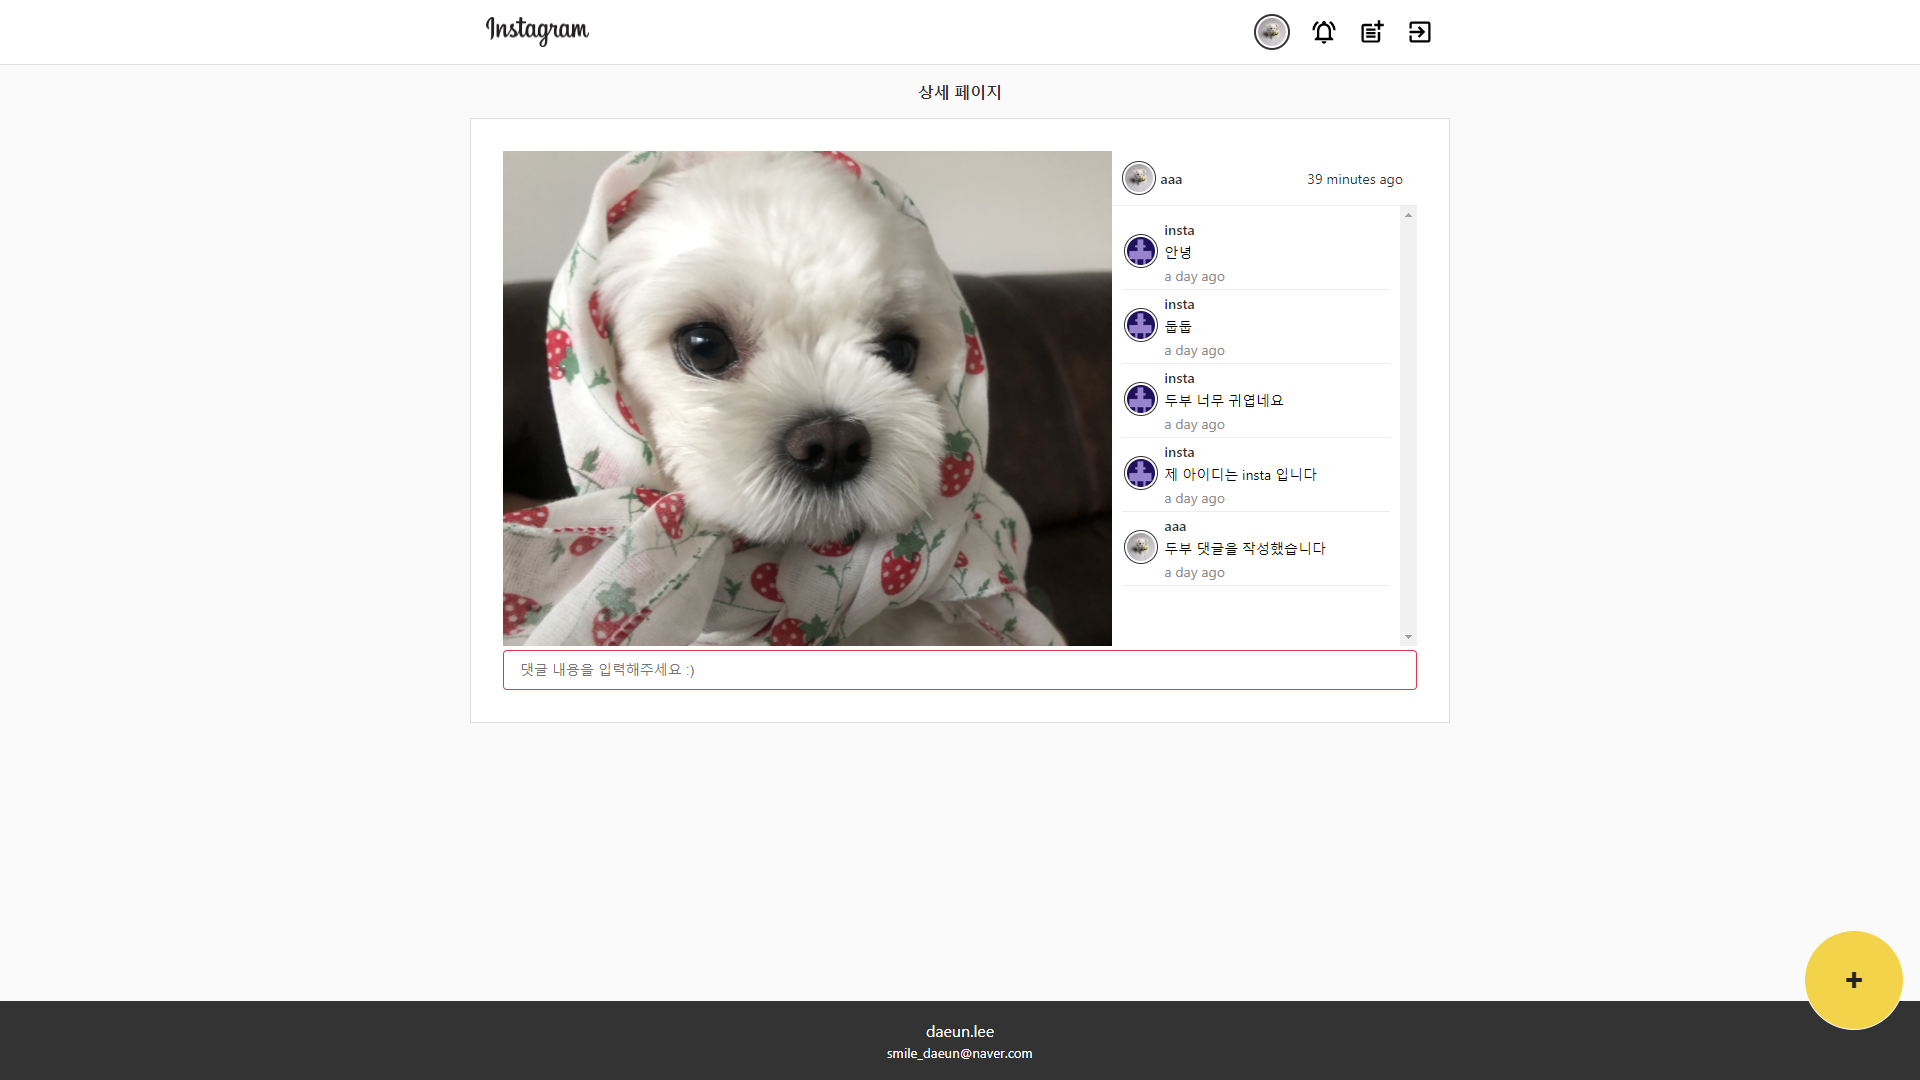 Instagram
상세 페이지
aaa
39 minutes ago
insta
안녕
a day ago
insta
둡둡
a day ago
insta
두부 너무 귀엽네요
a day ago
insta
제 아이디는 insta 입니다
a day ago
aaa
두부 댓글을 작성했습니다
a day ago
댓글 내용을 입력해주세요 :)
+
daeun.lee
smile_daeun@naver.com